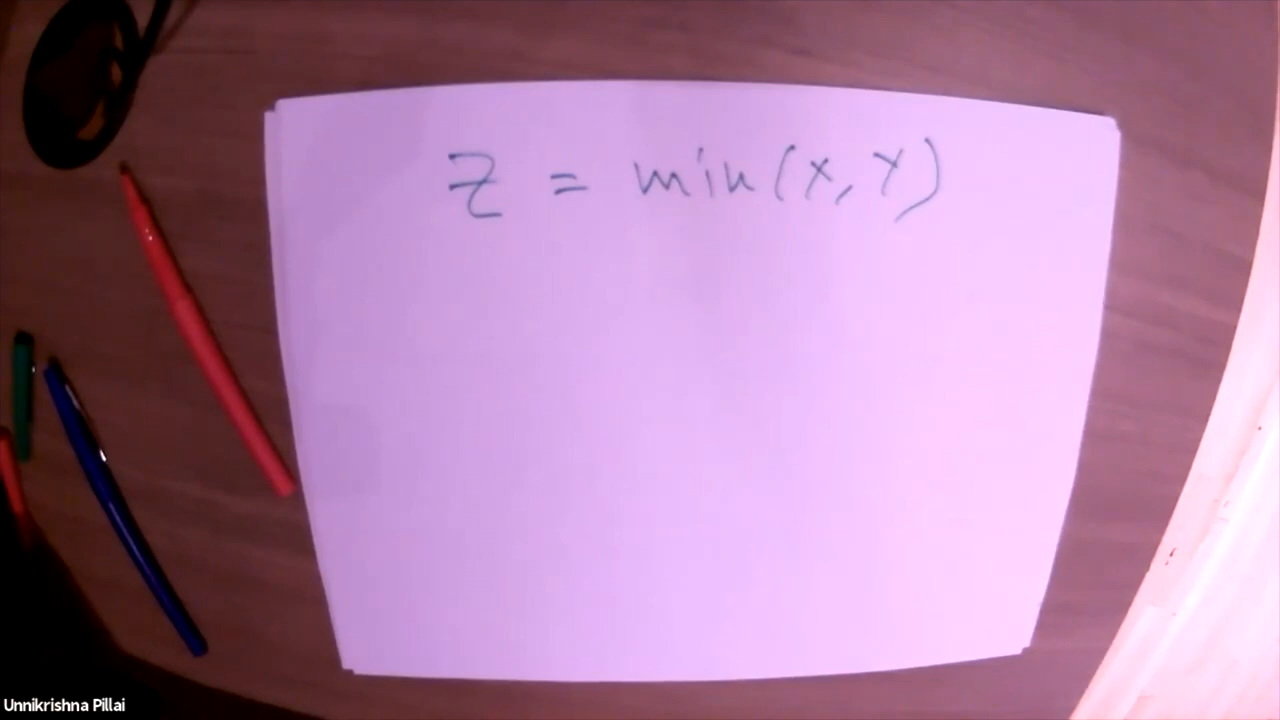 Z = min(X, Y)
Unnikrishna Pillai